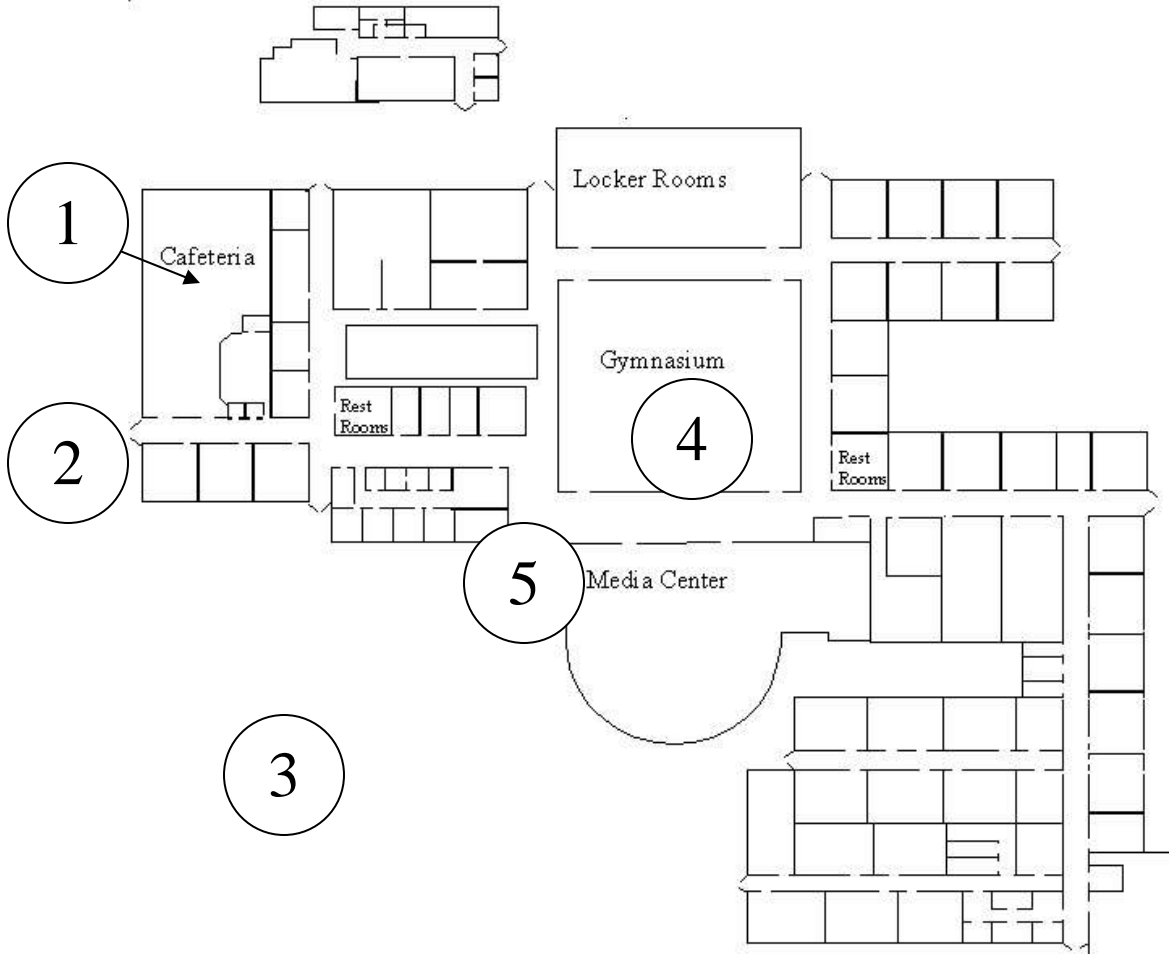 Locker Rooms
1
Cafeteria
Gymnasium
Rest
Rooms
4
2
Rest
Rooms
5
Media Center
3